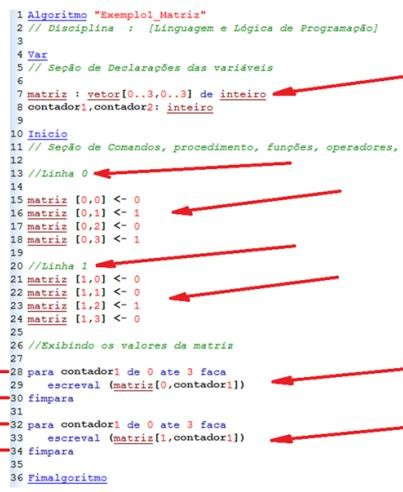 1 Algoritmo "Exemplo1_Matriz"
2 // Disciplina : [Linguagem e Lógica de Programação]
3
4 Var
5 // Seção de Declarações das variáveis
6
7 matriz : vetor[0..3,0..3] de inteiro
8 contador1,contador2: inteiro
9
10 Inicio
11 // Seção de Comandos, procedimento, funções, operadores,
12
13 //Linha 0
14
15 matriz [0,0] <- 0
16 matriz [0,1] <- 1
17 matriz [0,2] <- 0
18 matriz [0,3] <- 1
19
20 //Linha 1
21 matriz [1,0] <- 0
22 matriz [1,1] <- 0
23 matriz [1,2] <- 1
24 matriz [1,3] <- 0
25
26 //Exibindo os valores da matriz
27
28 para contador1 de 0 ate 3 faca
29 escreval (matriz[0,contador1])
30 fimpara
31
32 para contador1 de 0 ate 3 faca
33 escreval (matriz[1,contador1])
34 fimpara
35
36 Fimalgoritmo